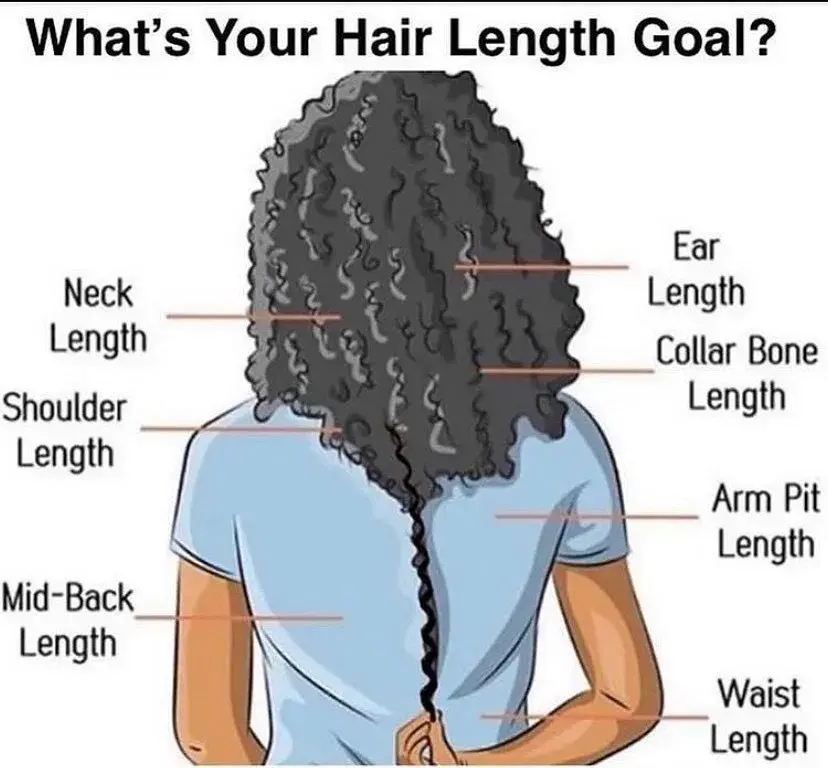 What's Your Hair Length Goal?
Ear
Length
Neck
Length
Collar Bone
Length
Shoulder
Length
Arm Pit
Length
Mid-Back
Length
Waist
Length